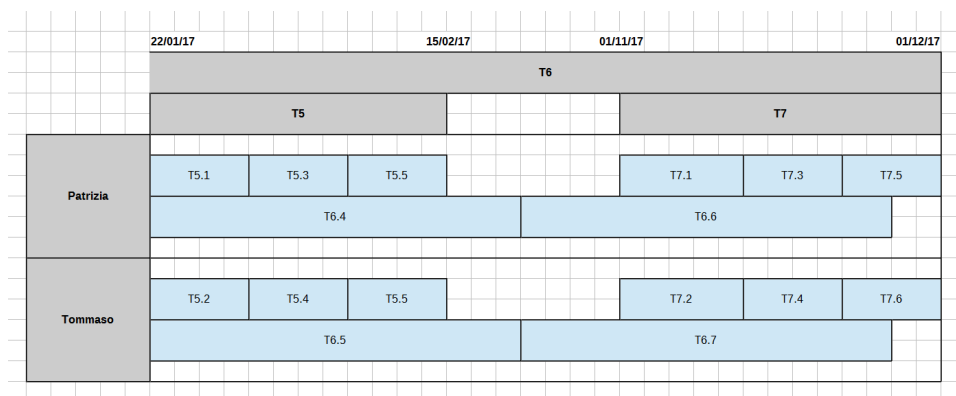 22/01/17 15/02/17 01/11/17 01/12/17
T6
T5 T7
Patrizia
T5.1 T5.3 T5.5 T7.1 T7.3 T7.5
T6.4 T6.6
Tommaso
T5.2 T5.4 T5.5 T7.2 T7.4 T7.6
T6.5 T6.7